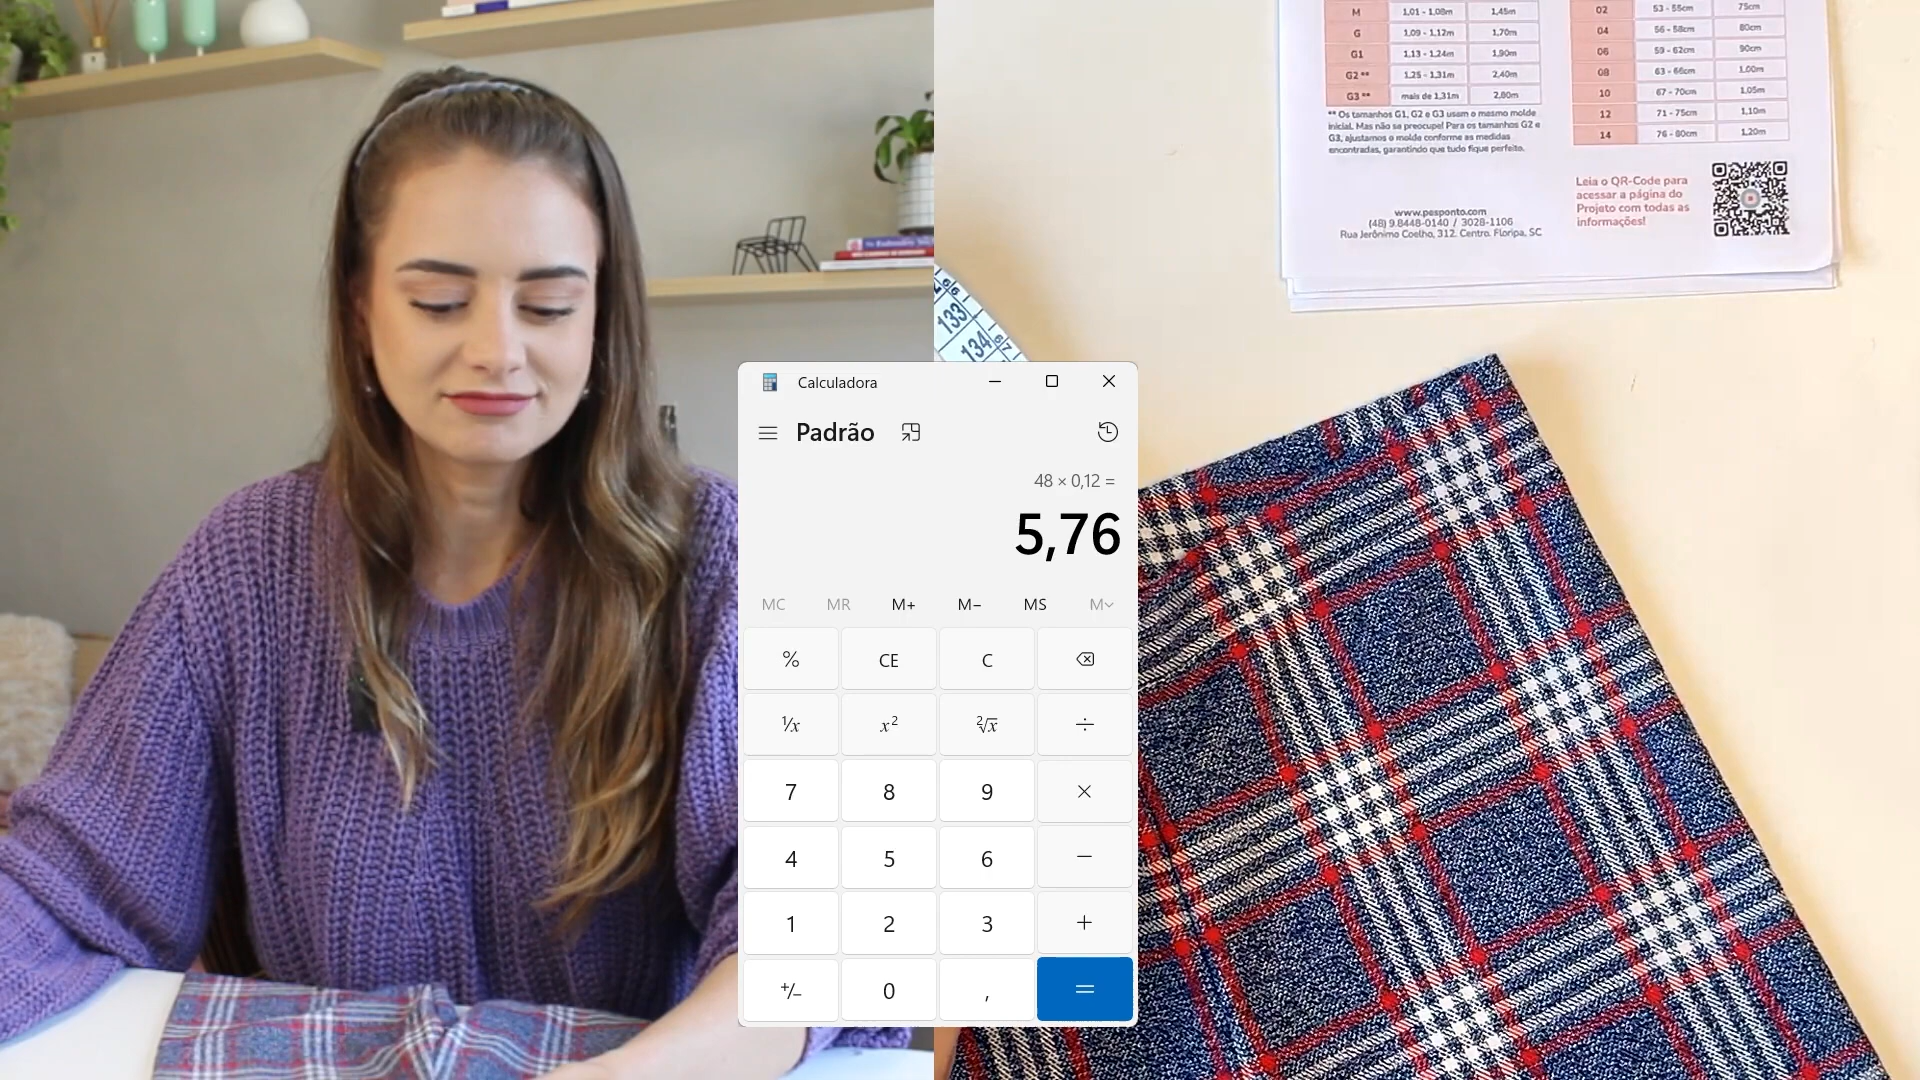 M 1,01 - 1,08m 1,45m
G 1,09 - 1,12m 1,70m
G1 1,13 - 1,24m 1,90m
G2 ** 1,25 - 1,31m 2,40m
G3 ** mais de 1,31m 2,80m
** Os tamanhos G1, G2 e G3 usam o mesmo molde
inicial. Mas não se preocupe! Para os tamanhos G2 e
G3, ajustamos o molde conforme as medidas
encontradas, garantindo que tudo fique perfeito.
02 53 - 55cm 75cm
04 56 - 58cm 80cm
06 59 - 62cm 90cm
08 63 - 66cm 1,00m
10 67 - 70cm 1,05m
12 71 - 75cm 1,10m
14 76 - 80cm 1,20m
Leia o QR-Code para
acessar a página do
Projeto com todas as
informações!
www.pesponto.com
(48) 9.8448-0140 / 3028-1106
Rua Jerônimo Coelho, 312. Centro. Floripa, SC
133
134
66
67
Calculadora
Padrão
48 × 0,12 =
5,76
MC MR M+ M− MS M
% CE C
¹/x x² ²√x ÷
7 8 9 ×
4 5 6 −
1 2 3 +
+/− 0 , =